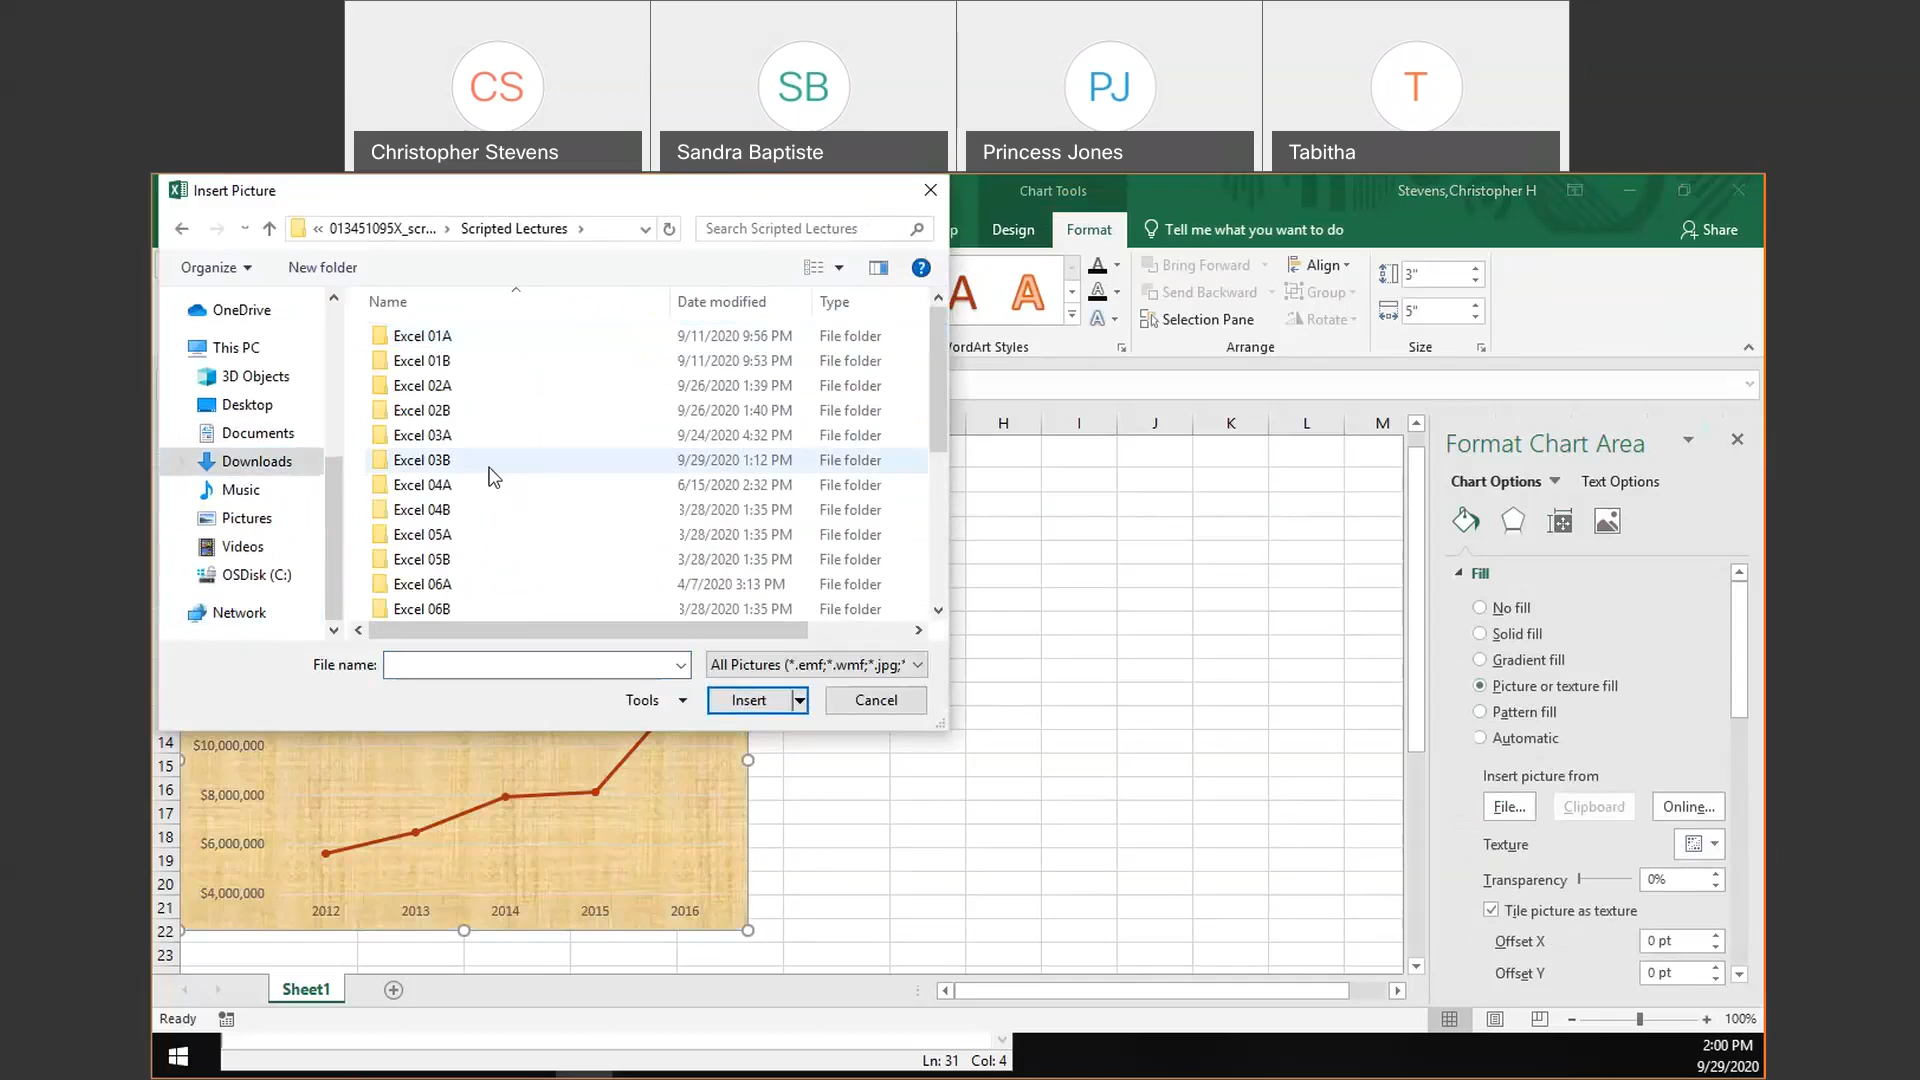 CS
SB
PJ
T
Christopher Stevens
Sandra Baptiste
Princess Jones
Tabitha
Insert Picture
Chart Tools
Stevens,Christopher H
« 013451095X_scr... › Scripted Lectures ›
Search Scripted Lectures
Design
Format
Tell me what you want to do
Share
Organize
New folder
Bring Forward
Align
3"
Send Backward
Group
Selection Pane
Rotate
5"
Arrange
Size
OneDrive
This PC
3D Objects
Desktop
Documents
Downloads
Music
Pictures
Videos
OSDisk (C:)
Network
Name Date modified Type
Excel 01A 9/11/2020 9:56 PM File folder
Excel 01B 9/11/2020 9:53 PM File folder
Excel 02A 9/26/2020 1:39 PM File folder
Excel 02B 9/26/2020 1:40 PM File folder
Excel 03A 9/24/2020 4:32 PM File folder
Excel 03B 9/29/2020 1:12 PM File folder
Excel 04A 6/15/2020 2:32 PM File folder
Excel 04B 3/28/2020 1:35 PM File folder
Excel 05A 3/28/2020 1:35 PM File folder
Excel 05B 3/28/2020 1:35 PM File folder
Excel 06A 4/7/2020 3:13 PM File folder
Excel 06B 3/28/2020 1:35 PM File folder
File name:
All Pictures (*.emf;*.wmf;*.jpg;*
Tools
Insert
Cancel
H I J K L M
14
15
16
17
18
19
20
21
22
23
$10,000,000
$8,000,000
$6,000,000
$4,000,000
2012 2013 2014 2015 2016
Format Chart Area
Chart Options
Text Options
Fill
No fill
Solid fill
Gradient fill
Picture or texture fill
Pattern fill
Automatic
Insert picture from
File...
Clipboard
Online...
Texture
Transparency
0%
Tile picture as texture
Offset X
0 pt
Offset Y
0 pt
Sheet1
Ready
100%
Ln: 31 Col: 4
2:00 PM
9/29/2020